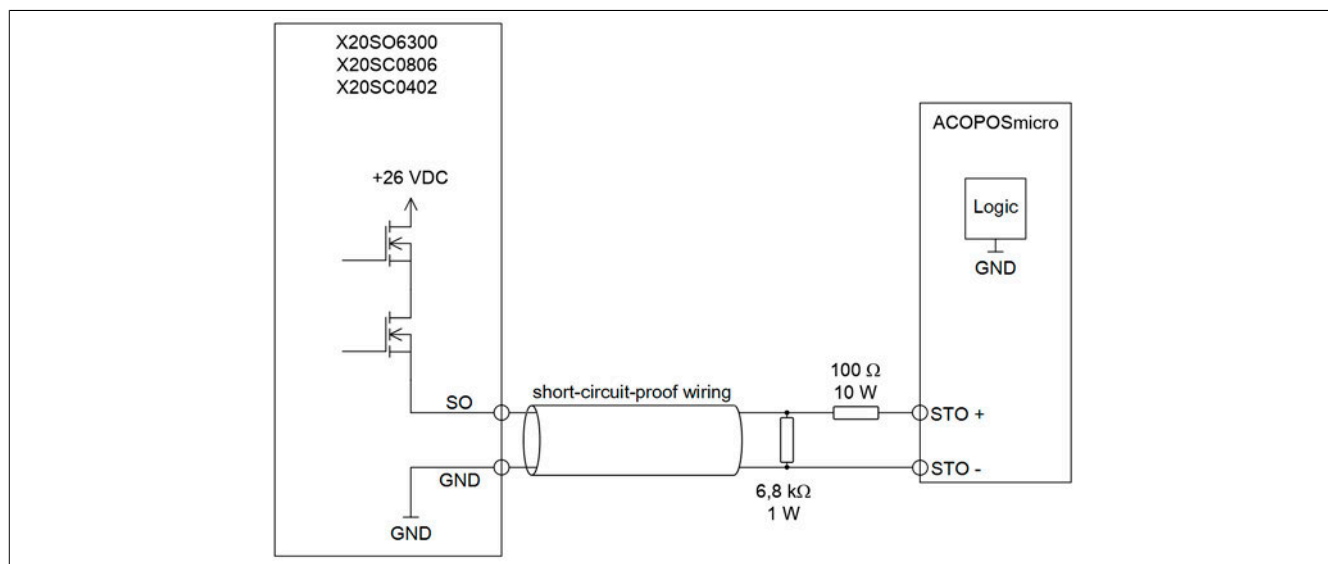 X20SO6300
X20SC0806
X20SC0402
+26 VDC
SO
GND
GND
short-circuit-proof wiring
100 Ω
10 W
6,8 kΩ
1 W
ACOPOSmicro
Logic
GND
STO +
STO -